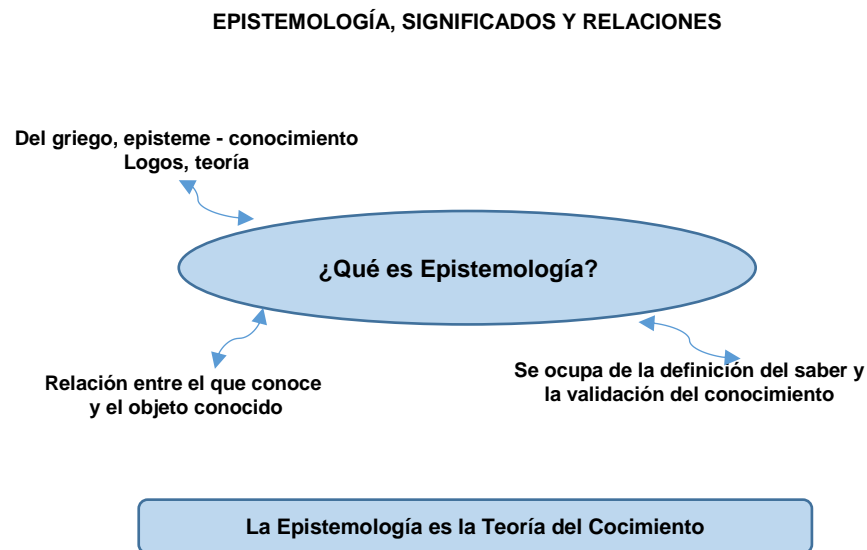 EPISTEMOLOGÍA, SIGNIFICADOS Y RELACIONES
Del griego, episteme - conocimiento
Logos, teoría
¿Qué es Epistemología?
Relación entre el que conoce
y el objeto conocido
Se ocupa de la definición del saber y
la validación del conocimiento
La Epistemología es la Teoría del Cocimiento